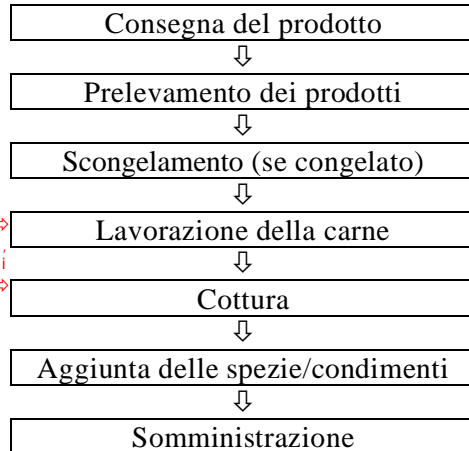 Consegna del prodotto
Prelevamento dei prodotti
Scongelamento (se congelato)
Lavorazione della carne
Cottura
Aggiunta delle spezie/condimenti
Somministrazione